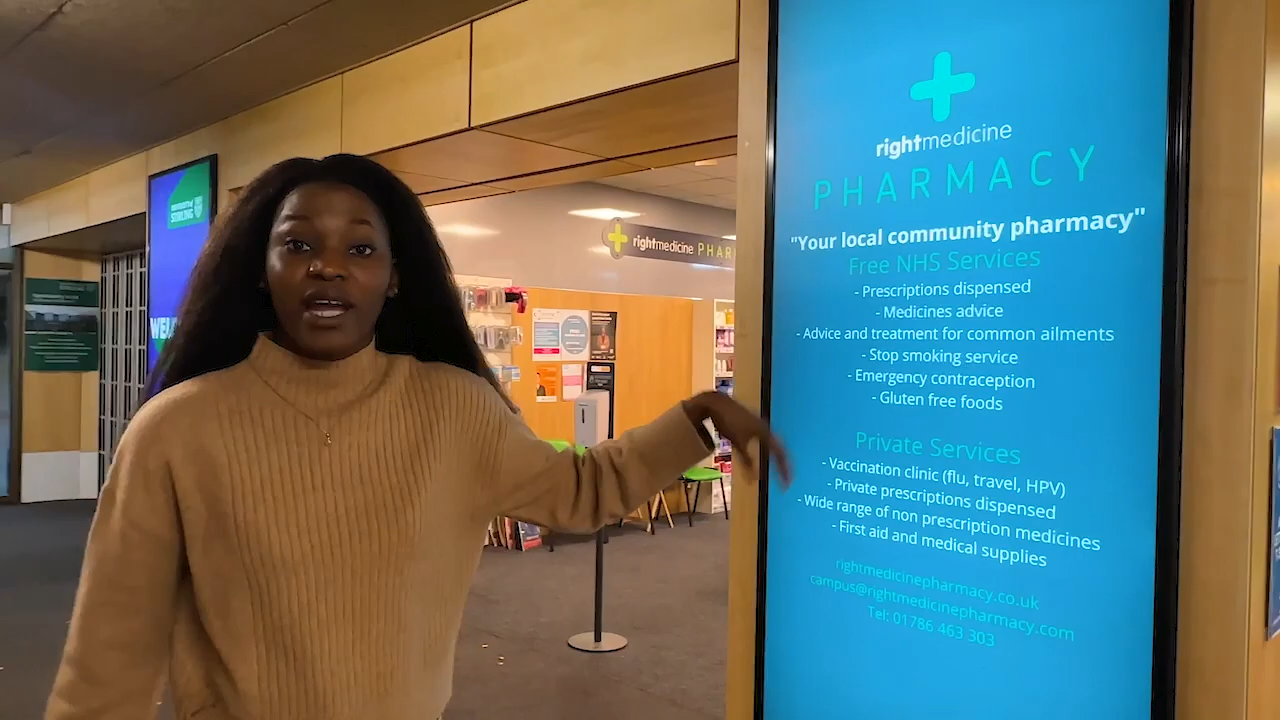 UNIVERSITY of
STIRLING
WEL
rightmedicine PHAR
rightmedicine
PHARMACY
"Your local community pharmacy"
Free NHS Services
- Prescriptions dispensed
- Medicines advice
- Advice and treatment for common ailments
- Stop smoking service
- Emergency contraception
- Gluten free foods
Private Services
- Vaccination clinic (flu, travel, HPV)
- Private prescriptions dispensed
- Wide range of non prescription medicines
- First aid and medical supplies
rightmedicinepharmacy.co.uk
campus@rightmedicinepharmacy.com
Tel: 01786 463 303